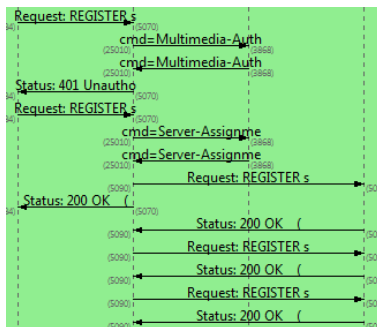 Request: REGISTER s
(5070)
cmd=Multimedia-Auth
(25010) (3868)
cmd=Multimedia-Auth
(25010) (3868)
Status: 401 Unautho
(5070)
Request: REGISTER s
(5070)
cmd=Server-Assignme
(25010) (3868)
cmd=Server-Assignme
(25010) (3868)
Request: REGISTER s
(5090)
Status: 200 OK (
(5070)
Status: 200 OK (
(5090)
Request: REGISTER s
(5090)
Status: 200 OK (
(5090)
Request: REGISTER s
(5090)
Status: 200 OK (
(5090)